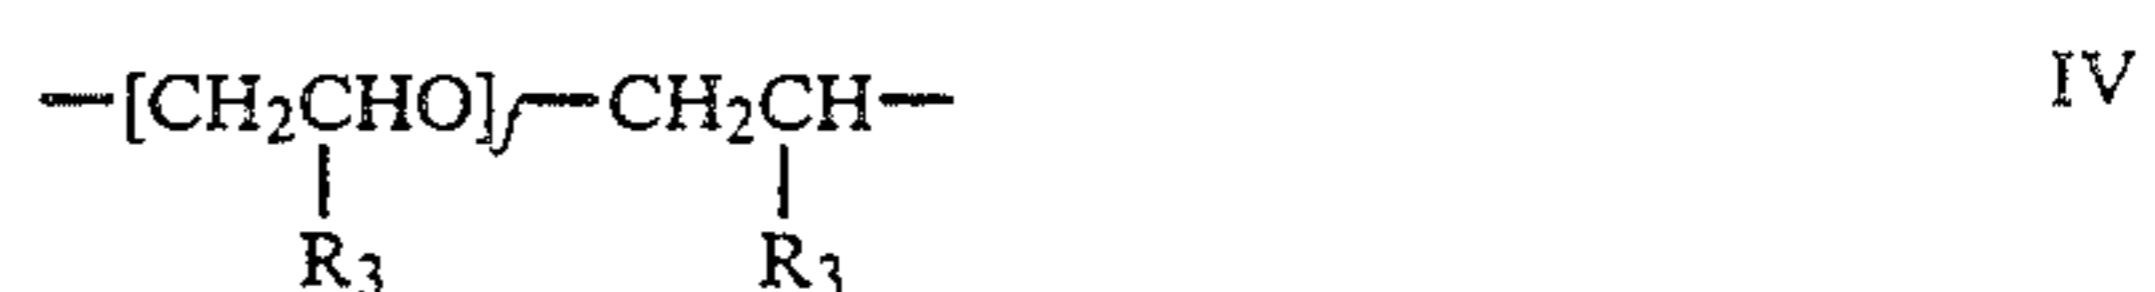 —[CH₂CHO]j—CH₂CH— IV
R₃ R₃